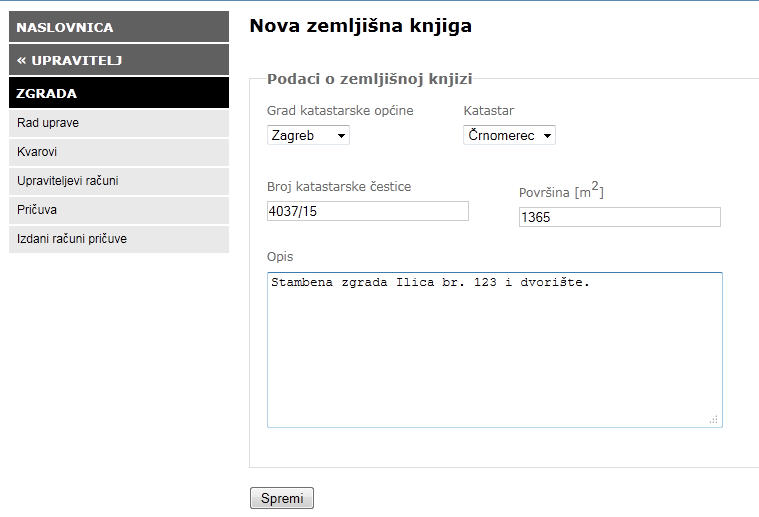 NASLOVNICA
« UPRAVITELJ
ZGRADA
Rad uprave
Kvarovi
Upraviteljevi računi
Pričuva
Izdani računi pričuve
Nova zemljišna knjiga
Podaci o zemljišnoj knjizi
Grad katastarske općine Katastar
Zagreb Črnomerec
Broj katastarske čestice Površina [m²]
4037/15 1365
Opis
Stambena zgrada Ilica br. 123 i dvorište.
Spremi